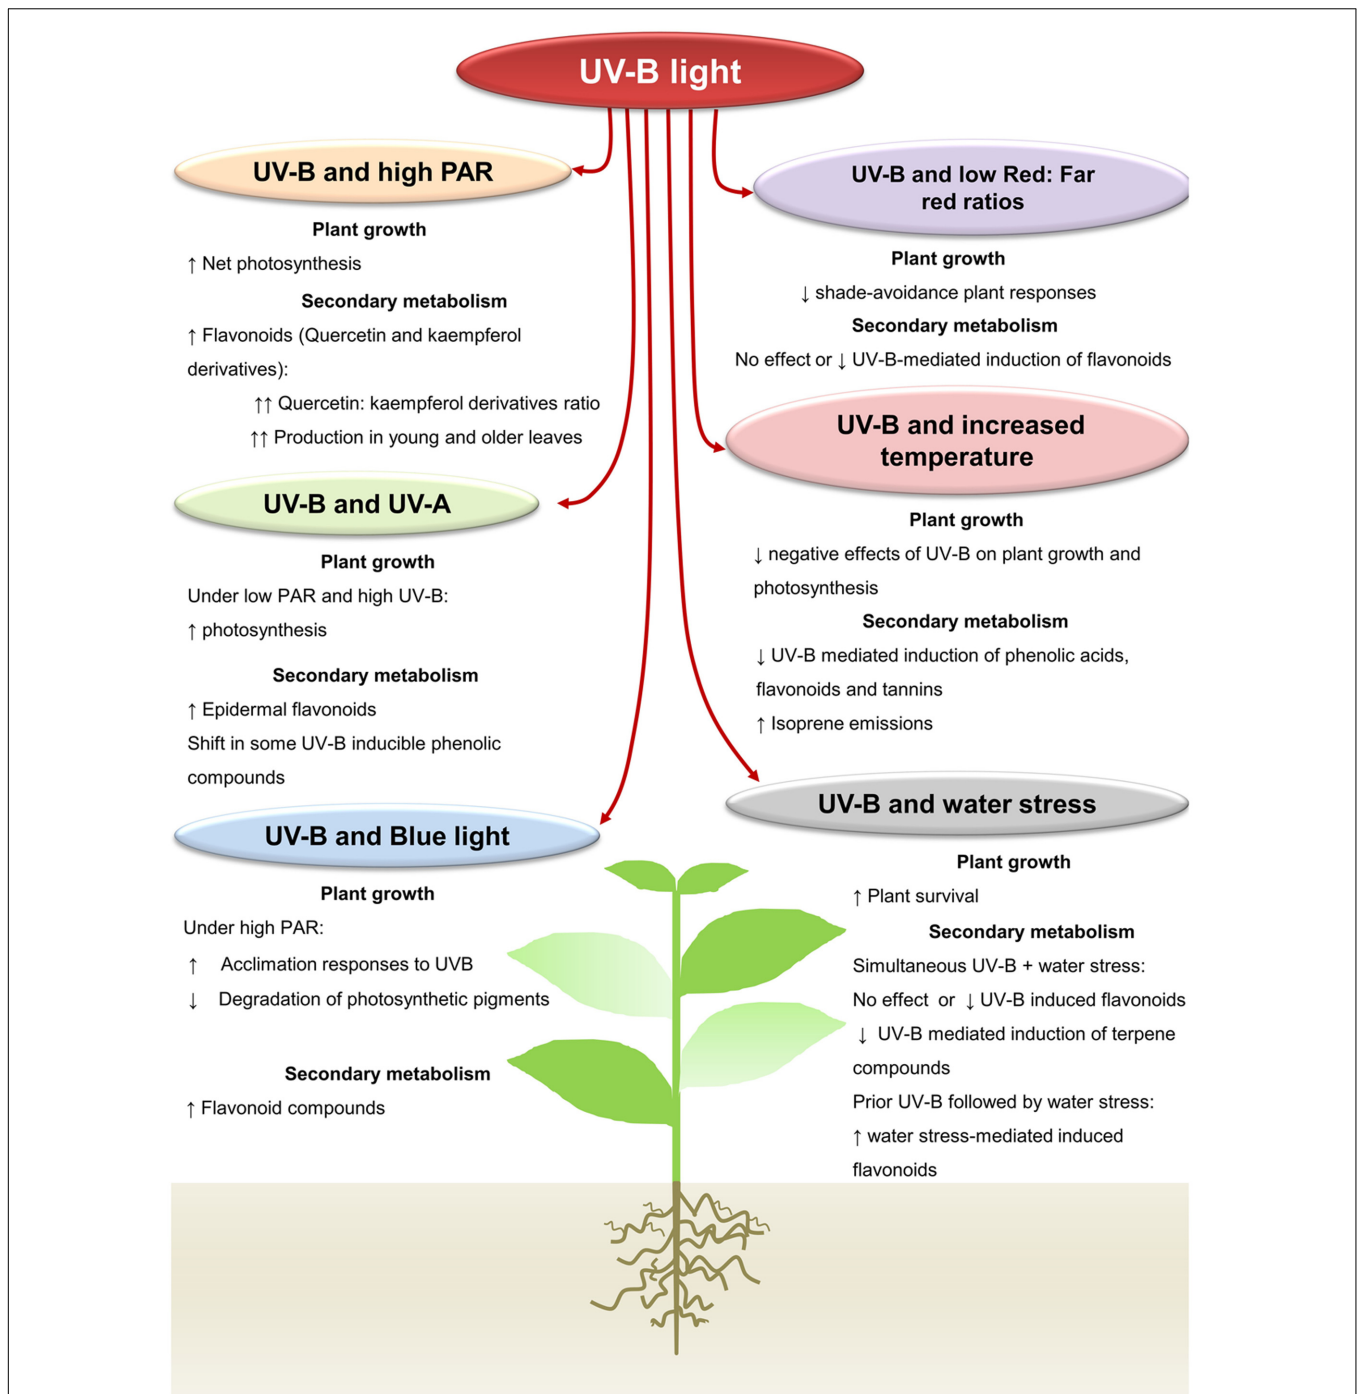 UV-B light
UV-B and high PAR
Plant growth
↑ Net photosynthesis
Secondary metabolism
↑ Flavonoids (Quercetin and kaempferol
derivatives):
↑↑ Quercetin: kaempferol derivatives ratio
↑↑ Production in young and older leaves
UV-B and UV-A
Plant growth
Under low PAR and high UV-B:
↑ photosynthesis
Secondary metabolism
↑ Epidermal flavonoids
Shift in some UV-B inducible phenolic
compounds
UV-B and Blue light
Plant growth
Under high PAR:
↑ Acclimation responses to UVB
↓ Degradation of photosynthetic pigments
Secondary metabolism
↑ Flavonoid compounds
UV-B and low Red: Far
red ratios
Plant growth
↓ shade-avoidance plant responses
Secondary metabolism
No effect or ↓ UV-B-mediated induction of flavonoids
UV-B and increased
temperature
Plant growth
↓ negative effects of UV-B on plant growth and
photosynthesis
Secondary metabolism
↓ UV-B mediated induction of phenolic acids,
flavonoids and tannins
↑ Isoprene emissions
UV-B and water stress
Plant growth
↑ Plant survival
Secondary metabolism
Simultaneous UV-B + water stress:
No effect or ↓ UV-B induced flavonoids
↓ UV-B mediated induction of terpene
compounds
Prior UV-B followed by water stress:
↑ water stress-mediated induced
flavonoids